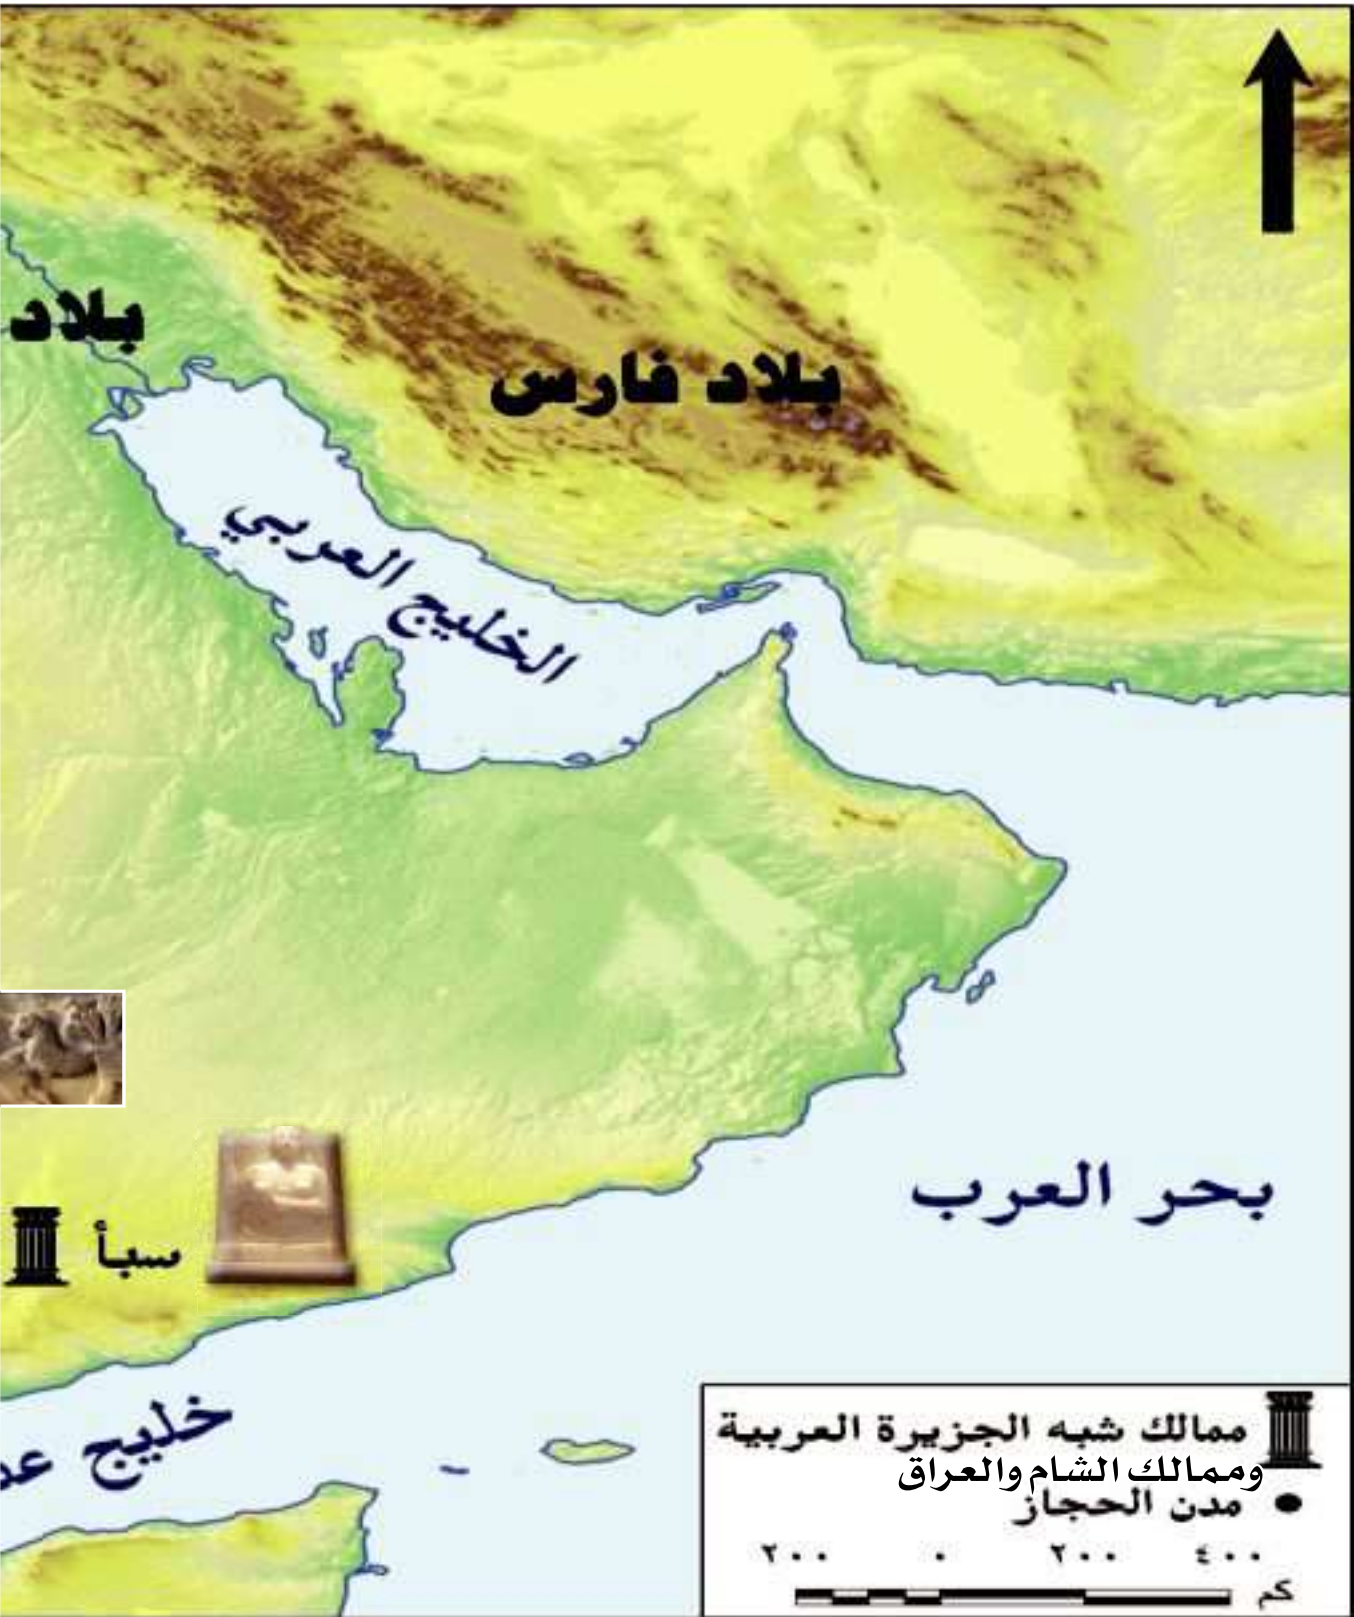 بلاد
بلاد فارس
الخليج العربي
بحر العرب
سبأ
خليج عد
ممالك شبه الجزيرة العربية
وممالك الشام والعراق
مدن الحجاز
٢٠٠ ٠ ٢٠٠ ٤٠٠
كم